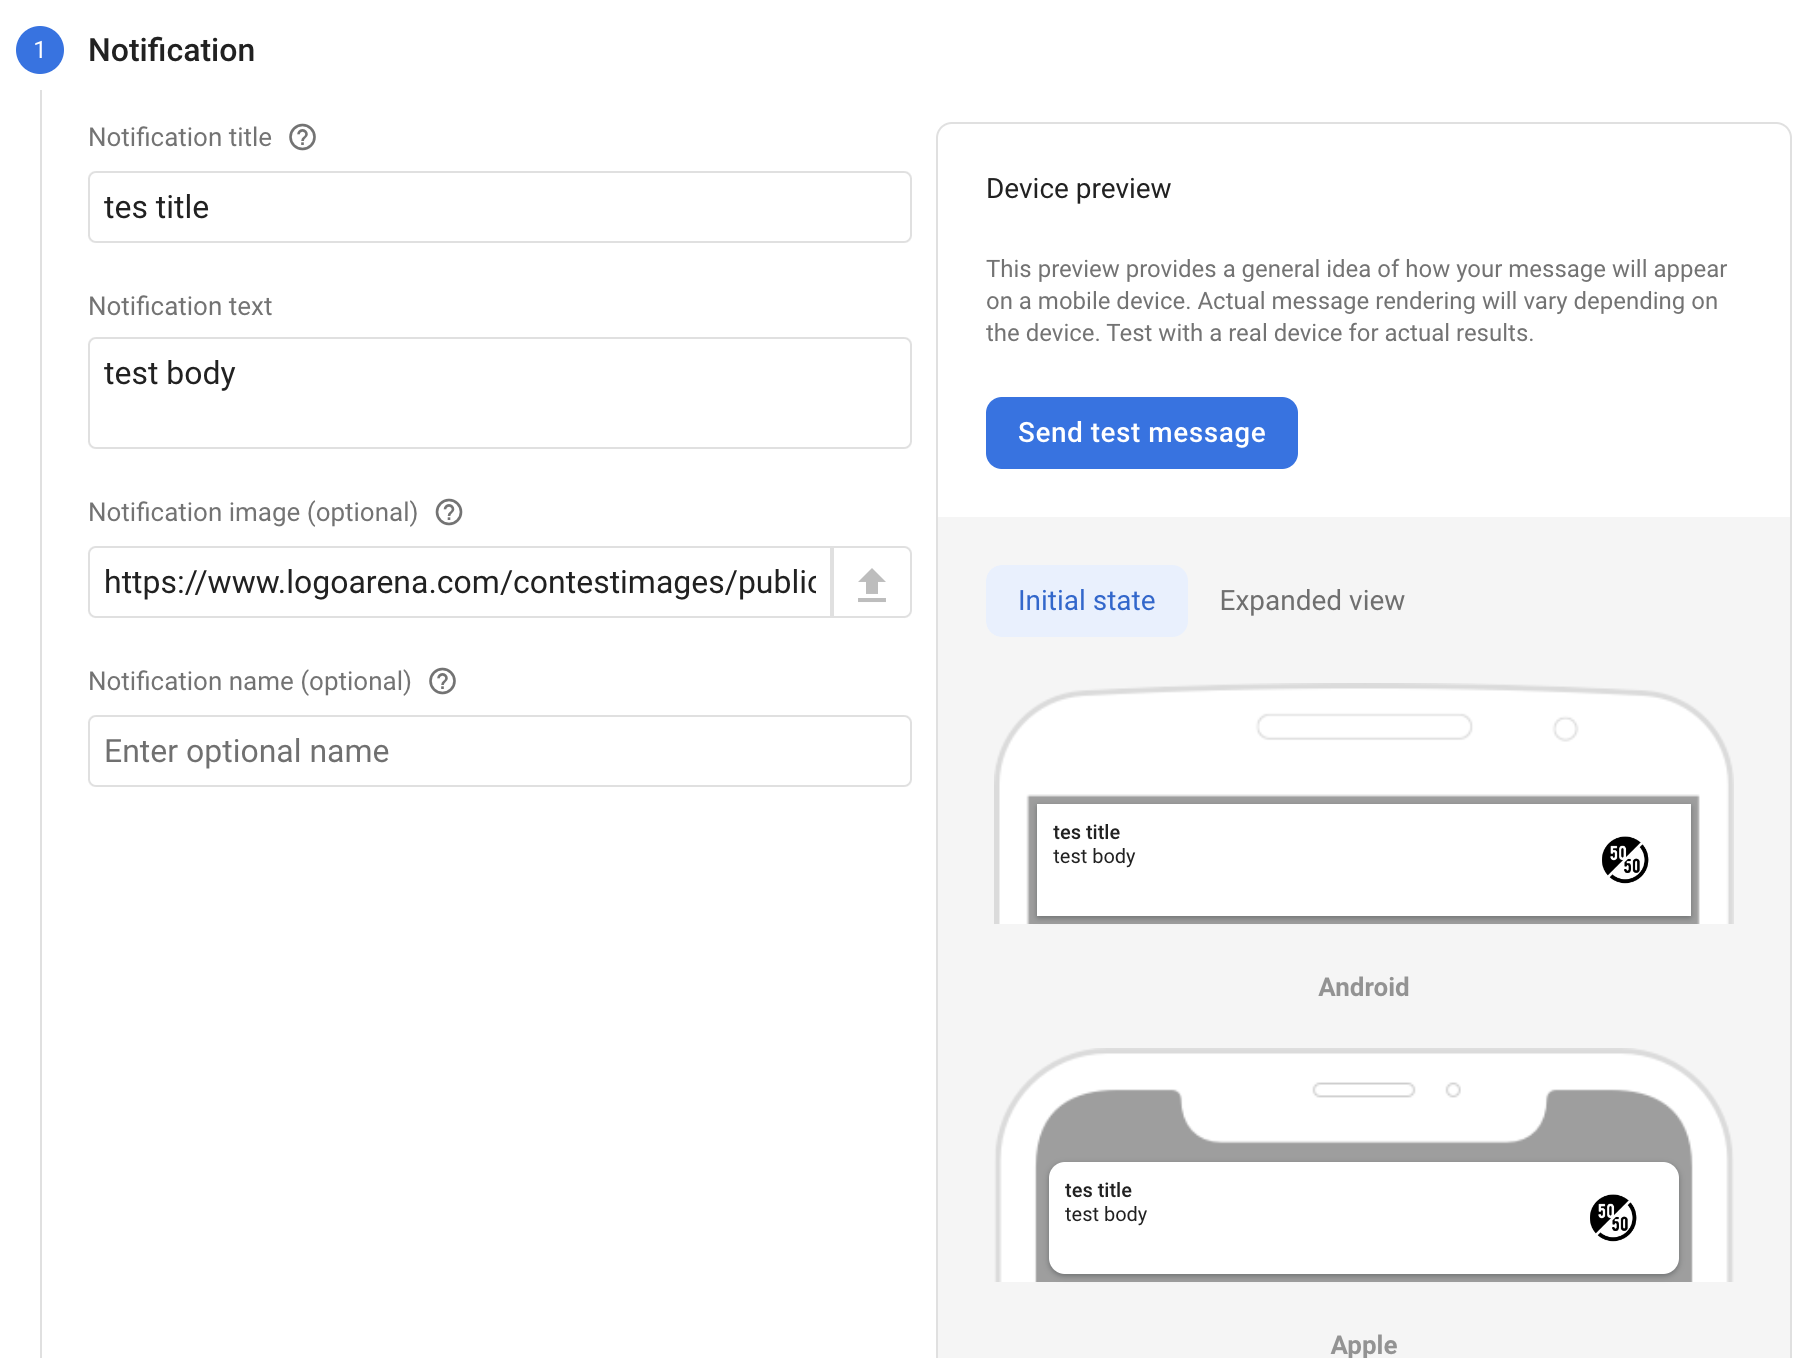 1
Notification
Notification title
tes title
Notification text
test body
Notification image (optional)
https://www.logoarena.com/contestimages/public
Notification name (optional)
Enter optional name
Device preview
This preview provides a general idea of how your message will appear
on a mobile device. Actual message rendering will vary depending on
the device. Test with a real device for actual results.
Send test message
Initial state
Expanded view
tes title
test body
50
50
Android
tes title
test body
50
50
Apple